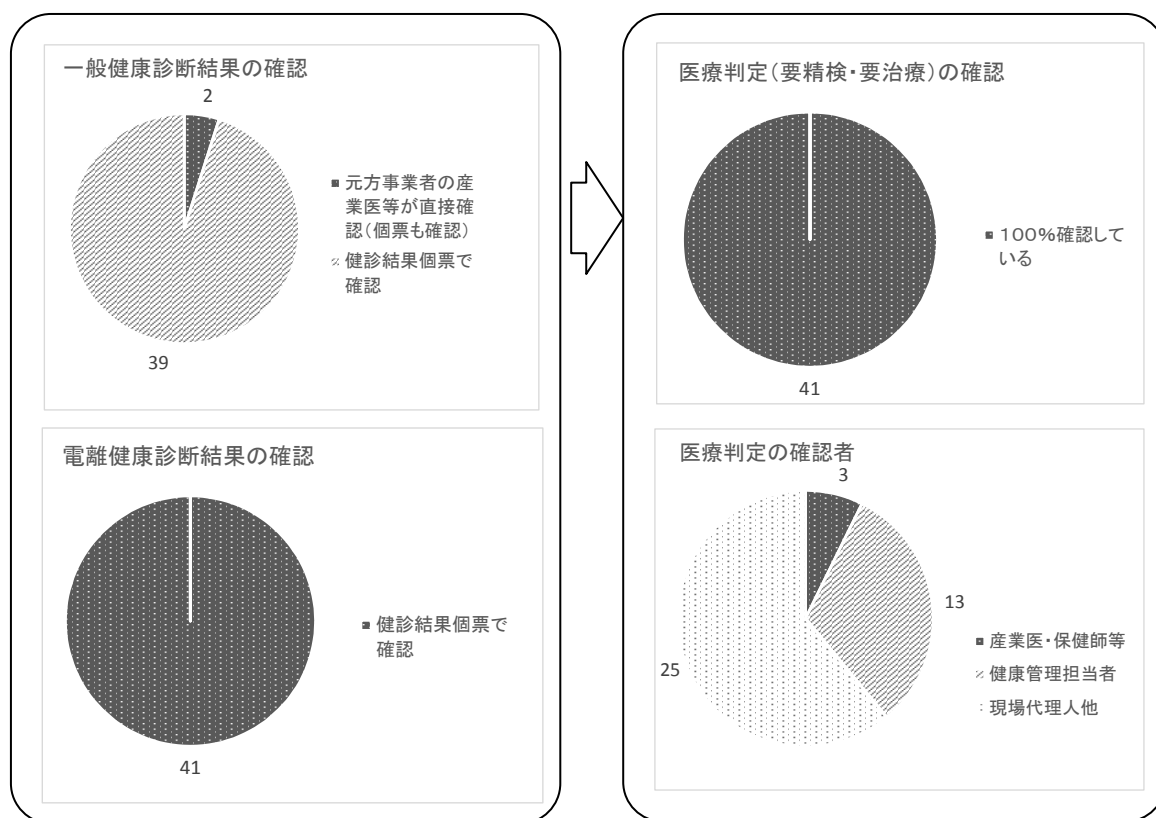 一般健康診断結果の確認
2
元方事業者の産
業医等が直接確
認(個票も確認)
健診結果個票で
確認
39
電離健康診断結果の確認
健診結果個票で
確認
41
医療判定(要精検・要治療)の確認
100%確認して
いる
41
医療判定の確認者
3
13
産業医・保健師等
25
健康管理担当者
現場代理人他